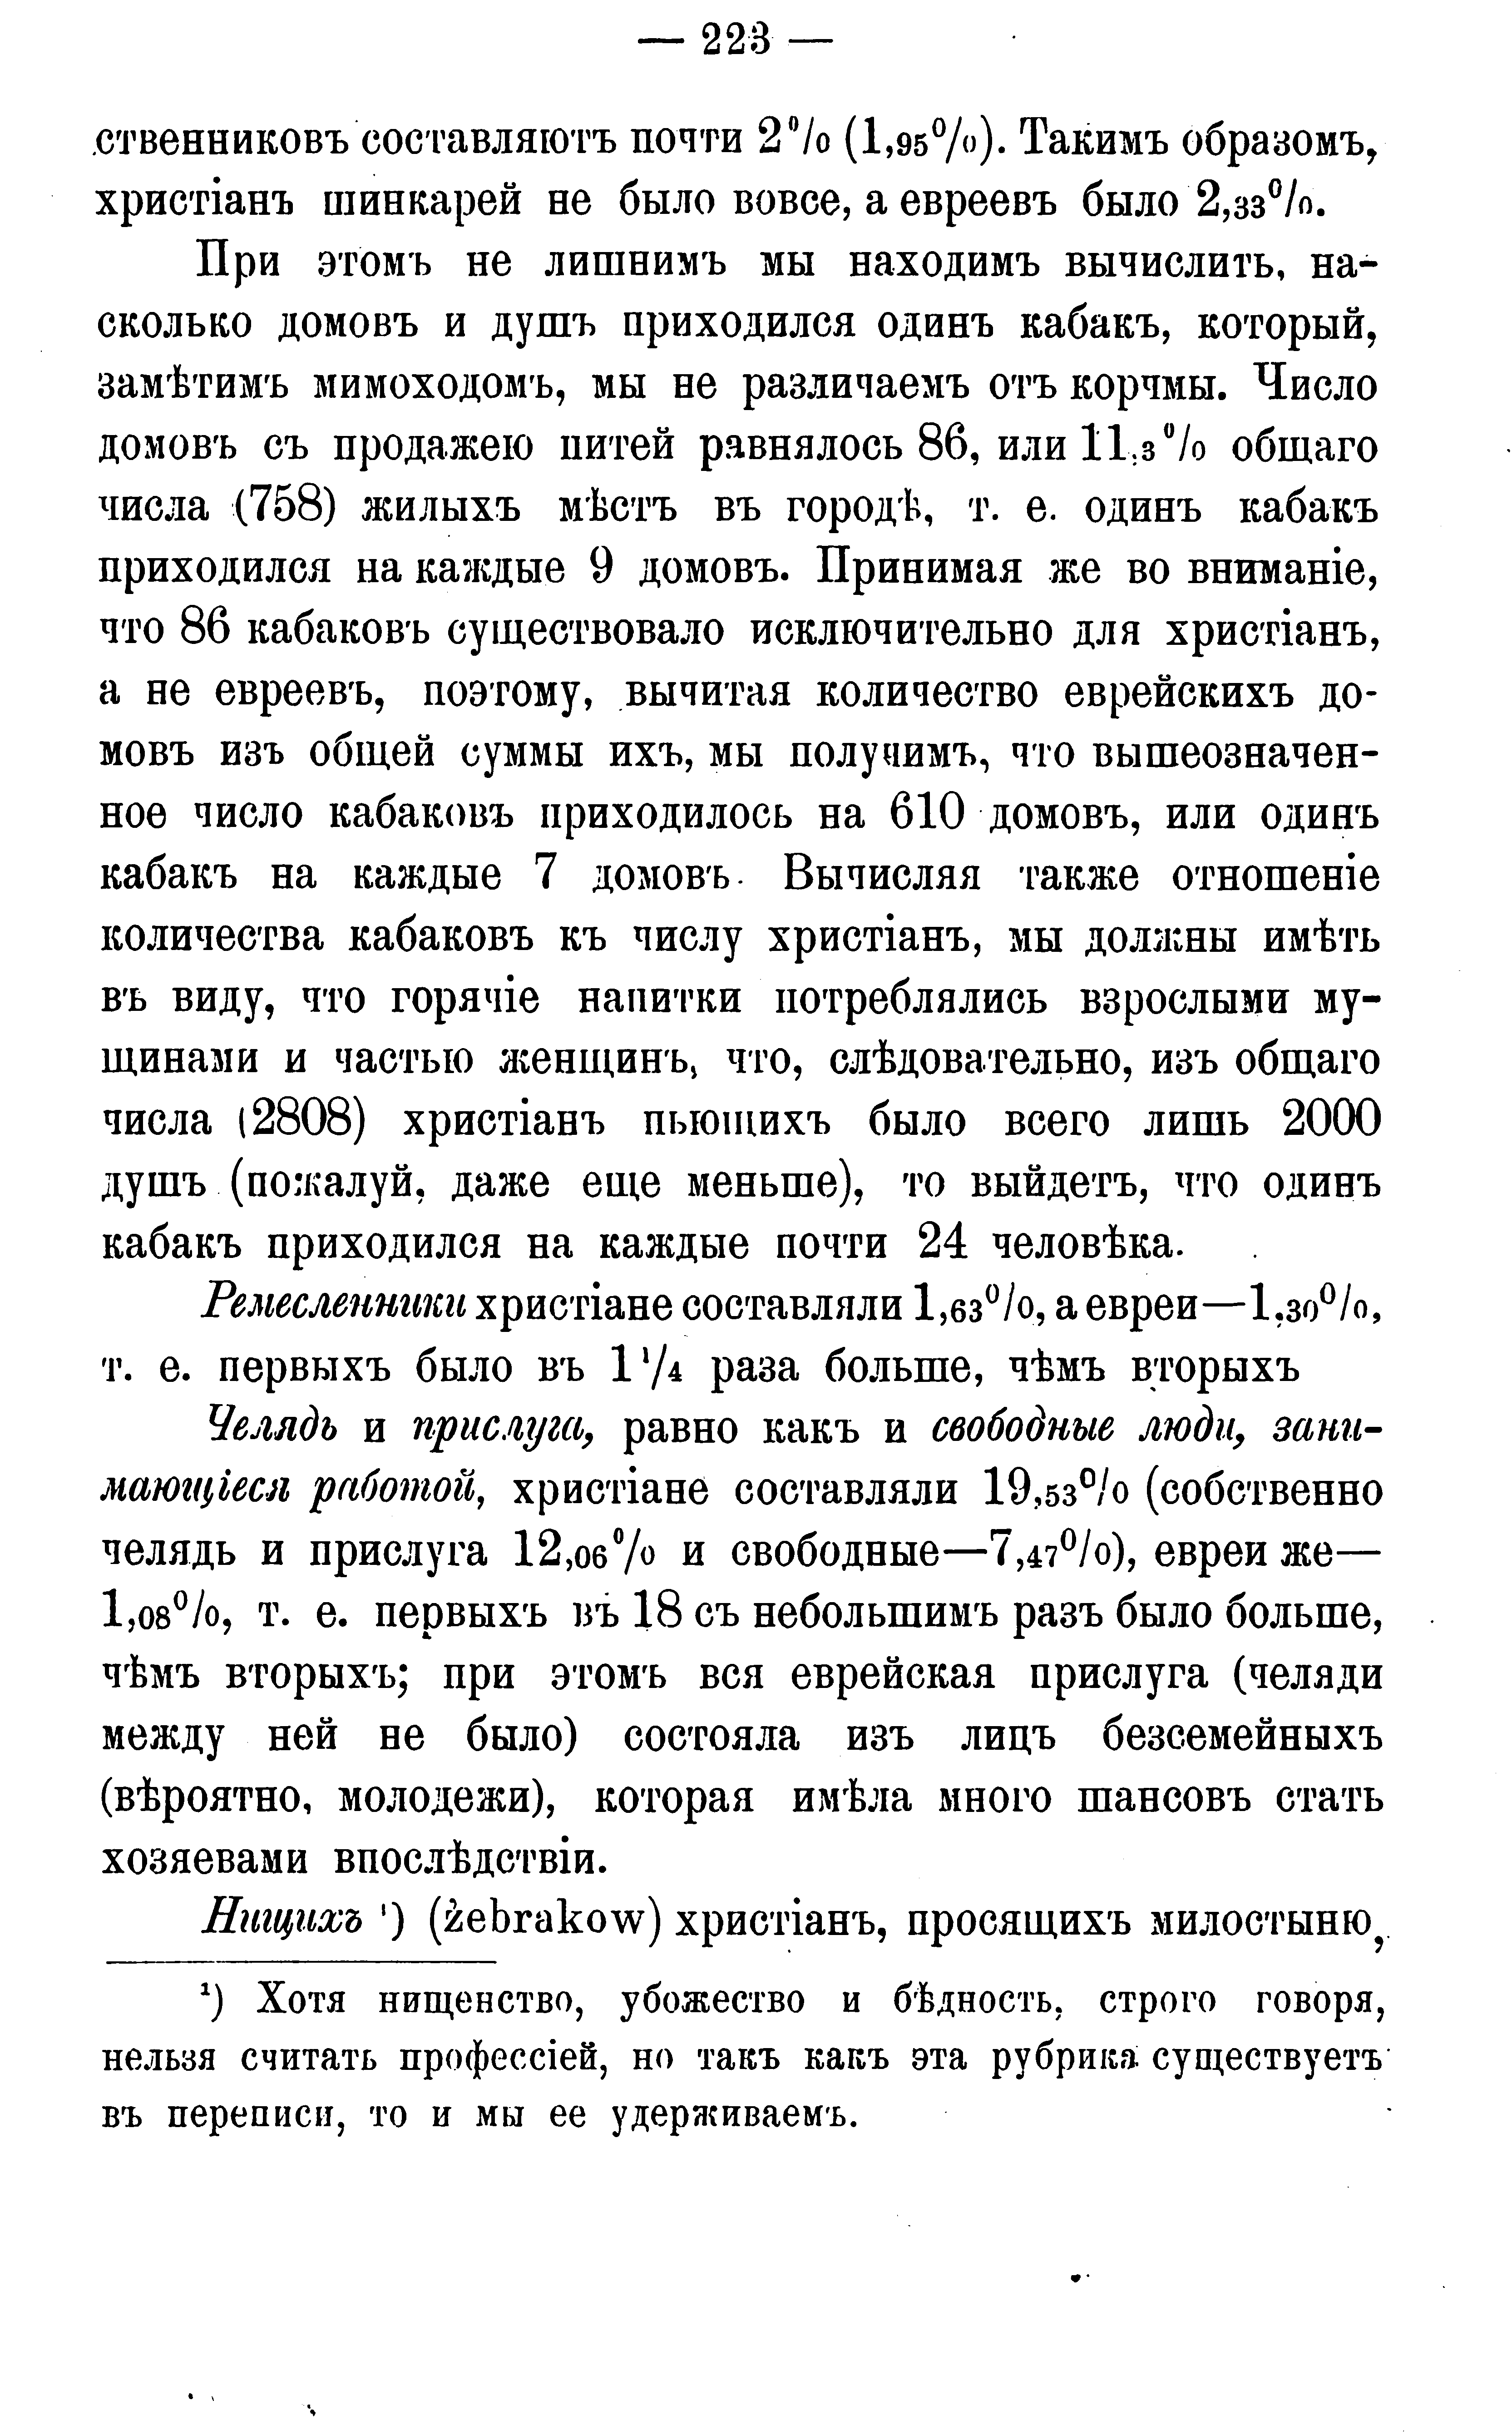 — 223 —
ственниковъ составляютъ почти 2% (1,95%). Такимъ образомъ,
христіанъ шинкарей не было вовсе, а евреевъ было 2,33%.
При этомъ не лишнимъ мы находимъ вычислить, на-
сколько домовъ и душъ приходился одинъ кабакъ, который,
замѣтимъ мимоходомъ, мы не различаемъ отъ корчмы. Число
домовъ съ продажею питей равнялось 86, или 11,3% общаго
числа (758) жилыхъ мѣстъ въ городѣ, т. е. одинъ кабакъ
приходился на каждые 9 домовъ. Принимая же во вниманіе,
что 86 кабаковъ существовало исключительно для христіанъ,
а не евреевъ, поэтому, вычитая количество еврейскихъ до-
мовъ изъ общей суммы ихъ, мы получимъ, что вышеозначен-
ное число кабаковъ приходилось на 610 домовъ, или одинъ
кабакъ на каждые 7 домовъ. Вычисляя также отношеніе
количества кабаковъ къ числу христіанъ, мы должны имѣть
въ виду, что горячіе напитки потреблялись взрослыми му-
щинами и частью женщинъ, что, слѣдовательно, изъ общаго
числа (2808) христіанъ пьющихъ было всего лишь 2000
душъ (пожалуй, даже еще меньше), то выйдетъ, что одинъ
кабакъ приходился на каждые почти 24 человѣка.
Ремесленники христіане составляли 1,63%, а евреи—1,30%,
т. е. первыхъ было въ 1 1/4 раза больше, чѣмъ вторыхъ
Челядь и прислуга, равно какъ и свободные люди, зани-
мающіеся работой, христіане составляли 19,53% (собственно
челядь и прислуга 12,06% и свободные—7,47%), евреи же—
1,08%, т. е. первыхъ въ 18 съ небольшимъ разъ было больше,
чѣмъ вторыхъ; при этомъ вся еврейская прислуга (челяди
между ней не было) состояла изъ лицъ безсемейныхъ
(вѣроятно, молодежи), которая имѣла много шансовъ стать
хозяевами впослѣдствіи.
Нищихъ ¹) (żebrakow) христіанъ, просящихъ милостыню,
¹) Хотя нищенство, убожество и бѣдность, строго говоря,
нельзя считать профессіей, но такъ какъ эта рубрика существуетъ
въ переписи, то и мы ее удерживаемъ.